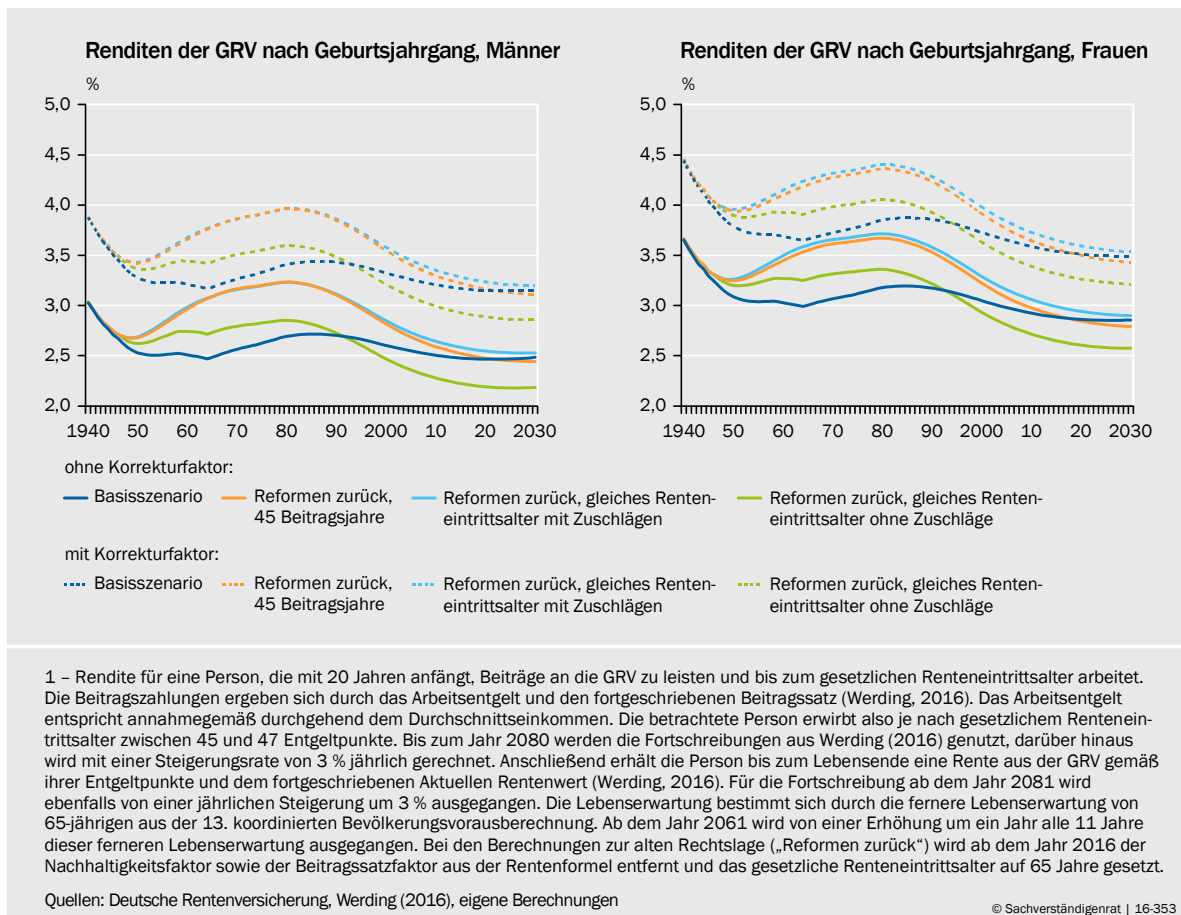 Renditen der GRV nach Geburtsjahrgang, Männer
%
5,0
4,5
4,0
3,5
3,0
2,5
2,0
1940 50 60 70 80 90 2000 10 20 2030
Renditen der GRV nach Geburtsjahrgang, Frauen
%
5,0
4,5
4,0
3,5
3,0
2,5
2,0
1940 50 60 70 80 90 2000 10 20 2030
ohne Korrekturfaktor:
Basisszenario
Reformen zurück,
45 Beitragsjahre
Reformen zurück, gleiches Renten-
eintrittsalter mit Zuschlägen
Reformen zurück, gleiches Renten-
eintrittsalter ohne Zuschläge
mit Korrekturfaktor:
Basisszenario
Reformen zurück,
45 Beitragsjahre
Reformen zurück, gleiches Renten-
eintrittsalter mit Zuschlägen
Reformen zurück, gleiches Renten-
eintrittsalter ohne Zuschläge
1 – Rendite für eine Person, die mit 20 Jahren anfängt, Beiträge an die GRV zu leisten und bis zum gesetzlichen Renteneintrittsalter arbeitet.
Die Beitragszahlungen ergeben sich durch das Arbeitsentgelt und den fortgeschriebenen Beitragssatz (Werding, 2016). Das Arbeitsentgelt
entspricht annahmegemäß durchgehend dem Durchschnittseinkommen. Die betrachtete Person erwirbt also je nach gesetzlichem Rentenein-
trittsalter zwischen 45 und 47 Entgeltpunkte. Bis zum Jahr 2080 werden die Fortschreibungen aus Werding (2016) genutzt, darüber hinaus
wird mit einer Steigerungsrate von 3 % jährlich gerechnet. Anschließend erhält die Person bis zum Lebensende eine Rente aus der GRV gemäß
ihrer Entgeltpunkte und dem fortgeschriebenen Aktuellen Rentenwert (Werding, 2016). Für die Fortschreibung ab dem Jahr 2081 wird
ebenfalls von einer jährlichen Steigerung um 3 % ausgegangen. Die Lebenserwartung bestimmt sich durch die fernere Lebenserwartung von
65-jährigen aus der 13. koordinierten Bevölkerungsvorausberechnung. Ab dem Jahr 2061 wird von einer Erhöhung um ein Jahr alle 11 Jahre
dieser ferneren Lebenserwartung ausgegangen. Bei den Berechnungen zur alten Rechtslage („Reformen zurück“) wird ab dem Jahr 2016 der
Nachhaltigkeitsfaktor sowie der Beitragssatzfaktor aus der Rentenformel entfernt und das gesetzliche Renteneintrittsalter auf 65 Jahre gesetzt.
Quellen: Deutsche Rentenversicherung, Werding (2016), eigene Berechnungen
© Sachverständigenrat | 16-353